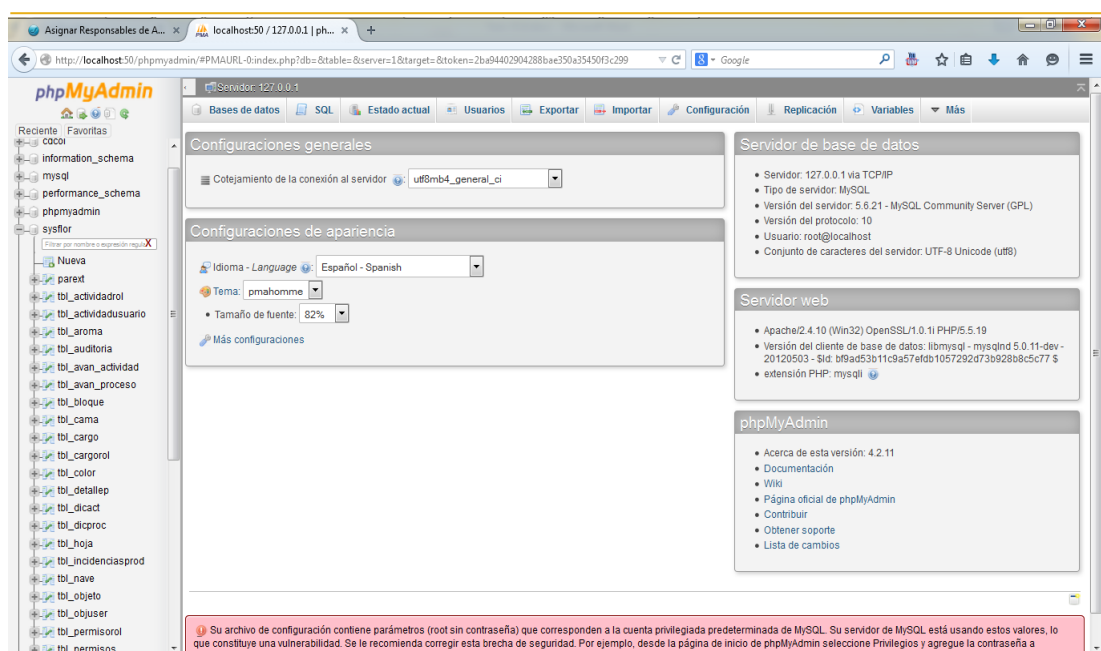 Asignar Responsables de A...
localhost:50 / 127.0.0.1 | ph...
http://localhost:50/phpmyadmin/#PMAURL-0:index.php?db=&table=&server=1&target=&token=2ba94402904288bae350a35450f3c299
Google
phpMyAdmin
Reciente Favoritas
cdcol
information_schema
mysql
performance_schema
phpmyadmin
sysflor
Filtrar por nombre o expresión regula X
Nueva
parext
tbl_actividadrol
tbl_actividadusuario
tbl_aroma
tbl_auditoria
tbl_avan_actividad
tbl_avan_proceso
tbl_bloque
tbl_cama
tbl_cargo
tbl_cargorol
tbl_color
tbl_detallep
tbl_dicact
tbl_dicproc
tbl_hoja
tbl_incidenciasprod
tbl_nave
tbl_objeto
tbl_objuser
tbl_permisorol
tbl_permisos
Servidor: 127.0.0.1
Bases de datos SQL Estado actual Usuarios Exportar Importar Configuración Replicación Variables Más
Configuraciones generales
Cotejamiento de la conexión al servidor : utf8mb4_general_ci
Configuraciones de apariencia
Idioma - Language : Español - Spanish
Tema: pmahomme
• Tamaño de fuente: 82%
Más configuraciones
Servidor de base de datos
• Servidor: 127.0.0.1 via TCP/IP
• Tipo de servidor: MySQL
• Versión del servidor: 5.6.21 - MySQL Community Server (GPL)
• Versión del protocolo: 10
• Usuario: root@localhost
• Conjunto de caracteres del servidor: UTF-8 Unicode (utf8)
Servidor web
• Apache/2.4.10 (Win32) OpenSSL/1.0.1i PHP/5.5.19
• Versión del cliente de base de datos: libmysql - mysqlnd 5.0.11-dev -
20120503 - $Id: bf9ad53b11c9a57efdb1057292d73b928b8c5c77 $
• extensión PHP: mysqli
phpMyAdmin
• Acerca de esta versión: 4.2.11
• Documentación
• Wiki
• Página oficial de phpMyAdmin
• Contribuir
• Obtener soporte
• Lista de cambios
Su archivo de configuración contiene parámetros (root sin contraseña) que corresponden a la cuenta privilegiada predeterminada de MySQL. Su servidor de MySQL está usando estos valores, lo
que constituye una vulnerabilidad. Se le recomienda corregir esta brecha de seguridad. Por ejemplo, desde la página de inicio de phpMyAdmin seleccione Privilegios y agregue la contraseña a